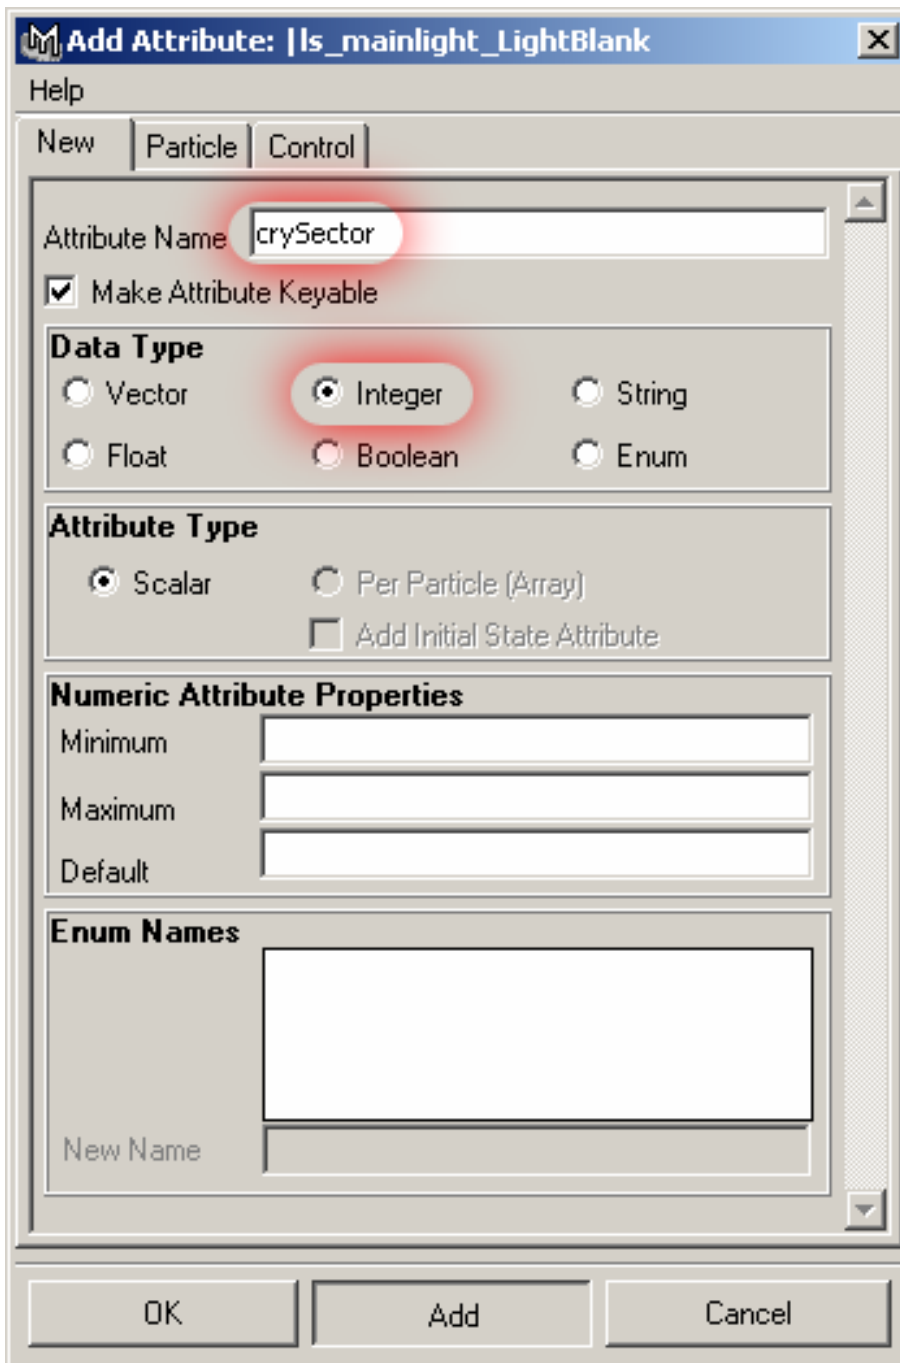 Add Attribute: |ls_mainlight_LightBlank
Help
New Particle Control
Attribute Name crySector
Make Attribute Keyable
Data Type
Vector Integer String
Float Boolean Enum
Attribute Type
Scalar Per Particle (Array)
Add Initial State Attribute
Numeric Attribute Properties
Minimum
Maximum
Default
Enum Names
New Name
OK Add Cancel